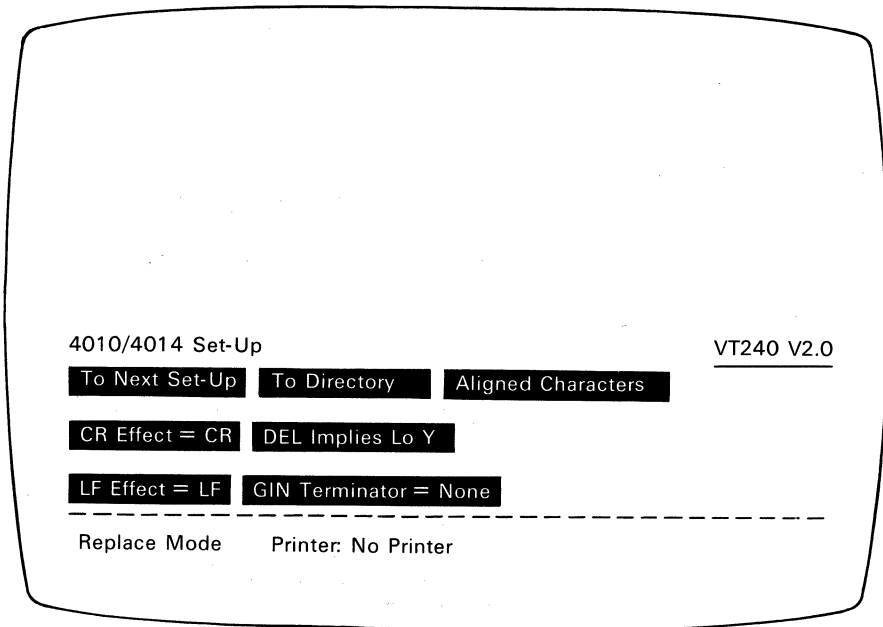 4010/4014 Set-Up VT240 V2.0
To Next Set-Up To Directory Aligned Characters
CR Effect = CR DEL Implies Lo Y
LF Effect = LF GIN Terminator = None
Replace Mode Printer: No Printer